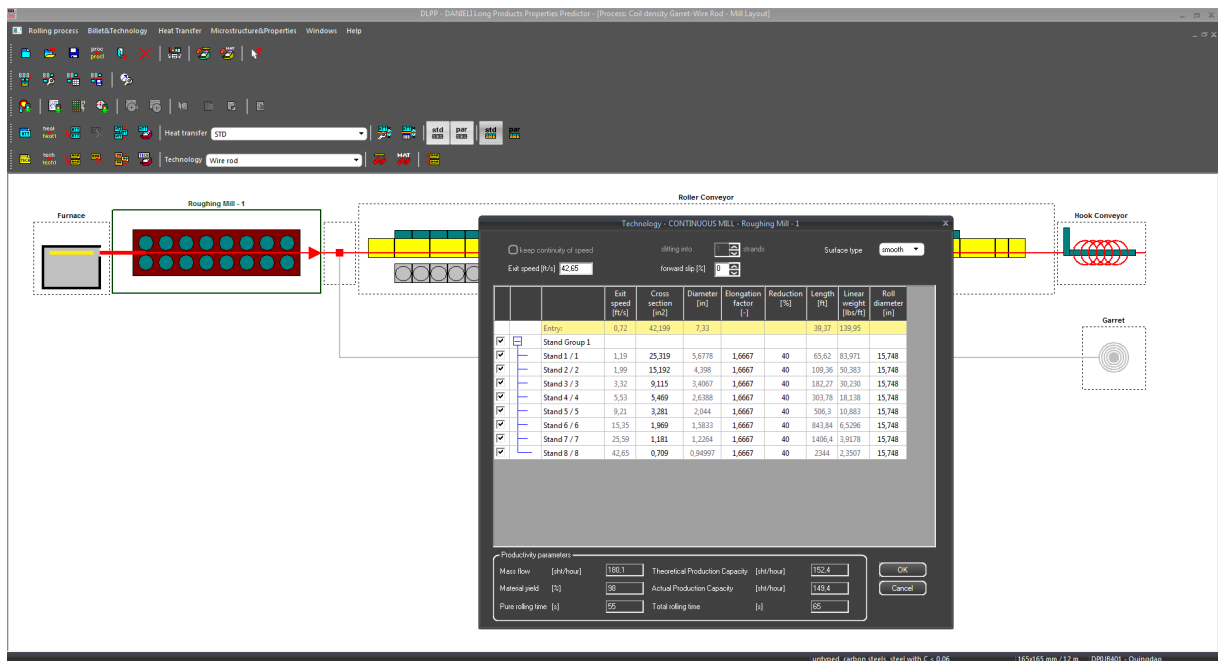 DLPP - DANIELI Long Products Properties Predictor - [Process: Coil density Garret-Wire Rod - Mill Layout]
Rolling process Billet&Technology Heat Transfer Microstructure&Properties Windows Help
Heat transfer STD std par std par
Technology Wire rod
Roller Conveyor
Roughing Mill - 1
Furnace
Hook Conveyor
Garret
Technology - CONTINUOUS MILL - Roughing Mill - 1 X
keep continuity of speed slitting into 1 strands Surface type smooth
Exit speed [ft/s] 42,65 forward slip [%] 0
Exit speed [ft/s] Cross section [in2] Diameter [in] Elongation factor [-] Reduction [%] Length [ft] Linear weight [lbs/ft] Roll diameter [in]
Entry: 0,72 42,199 7,33 39,37 139,95
Stand Group 1
Stand 1 / 1 1,19 25,319 5,6778 1,6667 40 65,62 83,971 15,748
Stand 2 / 2 1,99 15,192 4,398 1,6667 40 109,36 50,383 15,748
Stand 3 / 3 3,32 9,115 3,4067 1,6667 40 182,27 30,230 15,748
Stand 4 / 4 5,53 5,469 2,6388 1,6667 40 303,78 18,138 15,748
Stand 5 / 5 9,21 3,281 2,044 1,6667 40 506,3 10,883 15,748
Stand 6 / 6 15,35 1,969 1,5833 1,6667 40 843,84 6,5296 15,748
Stand 7 / 7 25,59 1,181 1,2264 1,6667 40 1406,4 3,9178 15,748
Stand 8 / 8 42,65 0,709 0,94997 1,6667 40 2344 2,3507 15,748
Productivity parameters
Mass flow [sht/hour] 180,1 Theoretical Production Capacity [sht/hour] 152,4 OK
Material yield [%] 98 Actual Production Capacity [sht/hour] 149,4 Cancel
Pure rolling time [s] 55 Total rolling time [s] 65
untyped, carbon steels, steel with C < 0.06 165x165 mm / 12 m DP0JB401 - Quingdao